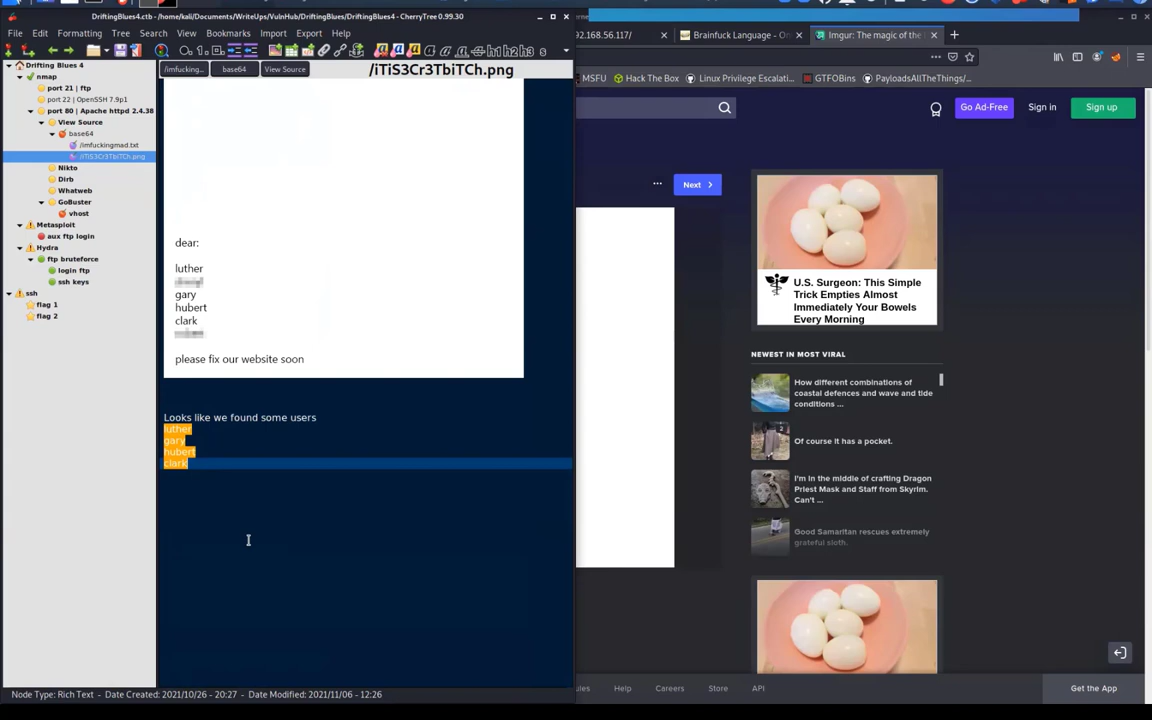 DriftingBlues4.ctb - /home/kali/Documents/WriteUps/VulnHub/DriftingBlues/DriftingBlues4 - CherryTree 0.99.30
File Edit Formatting Tree Search View Bookmarks Import Export Help
h1 h2 h3 s
Drifting Blues 4
nmap
port 21 | ftp
port 22 | OpenSSH 7.9p1
port 80 | Apache httpd 2.4.38
View Source
base64
/imfuckingmad.txt
/iTiS3Cr3TbiTCh.png
Nikto
Dirb
Whatweb
GoBuster
vhost
Metasploit
aux ftp login
Hydra
ftp bruteforce
login ftp
ssh keys
ssh
flag 1
flag 2
/imfucking... base64 View Source
/iTiS3Cr3TbiTCh.png
dear:
luther
gary
hubert
clark
please fix our website soon
Looks like we found some users
luther
gary
hubert
clark
Node Type: Rich Text - Date Created: 2021/10/26 - 20:27 - Date Modified: 2021/11/06 - 12:26
92.168.56.117/
Brainfuck Language - On
Imgur: The magic of the
MSFU Hack The Box Linux Privilege Escalati... GTFOBins PayloadsAllTheThings/...
Go Ad-Free Sign in Sign up
Next
U.S. Surgeon: This Simple
Trick Empties Almost
Immediately Your Bowels
Every Morning
NEWEST IN MOST VIRAL
How different combinations of
coastal defences and wave and tide
conditions ...
Of course it has a pocket.
I'm in the middle of crafting Dragon
Priest Mask and Staff from Skyrim.
Can't ...
Good Samaritan rescues extremely
grateful sloth.
Help Careers Store API
Get the App